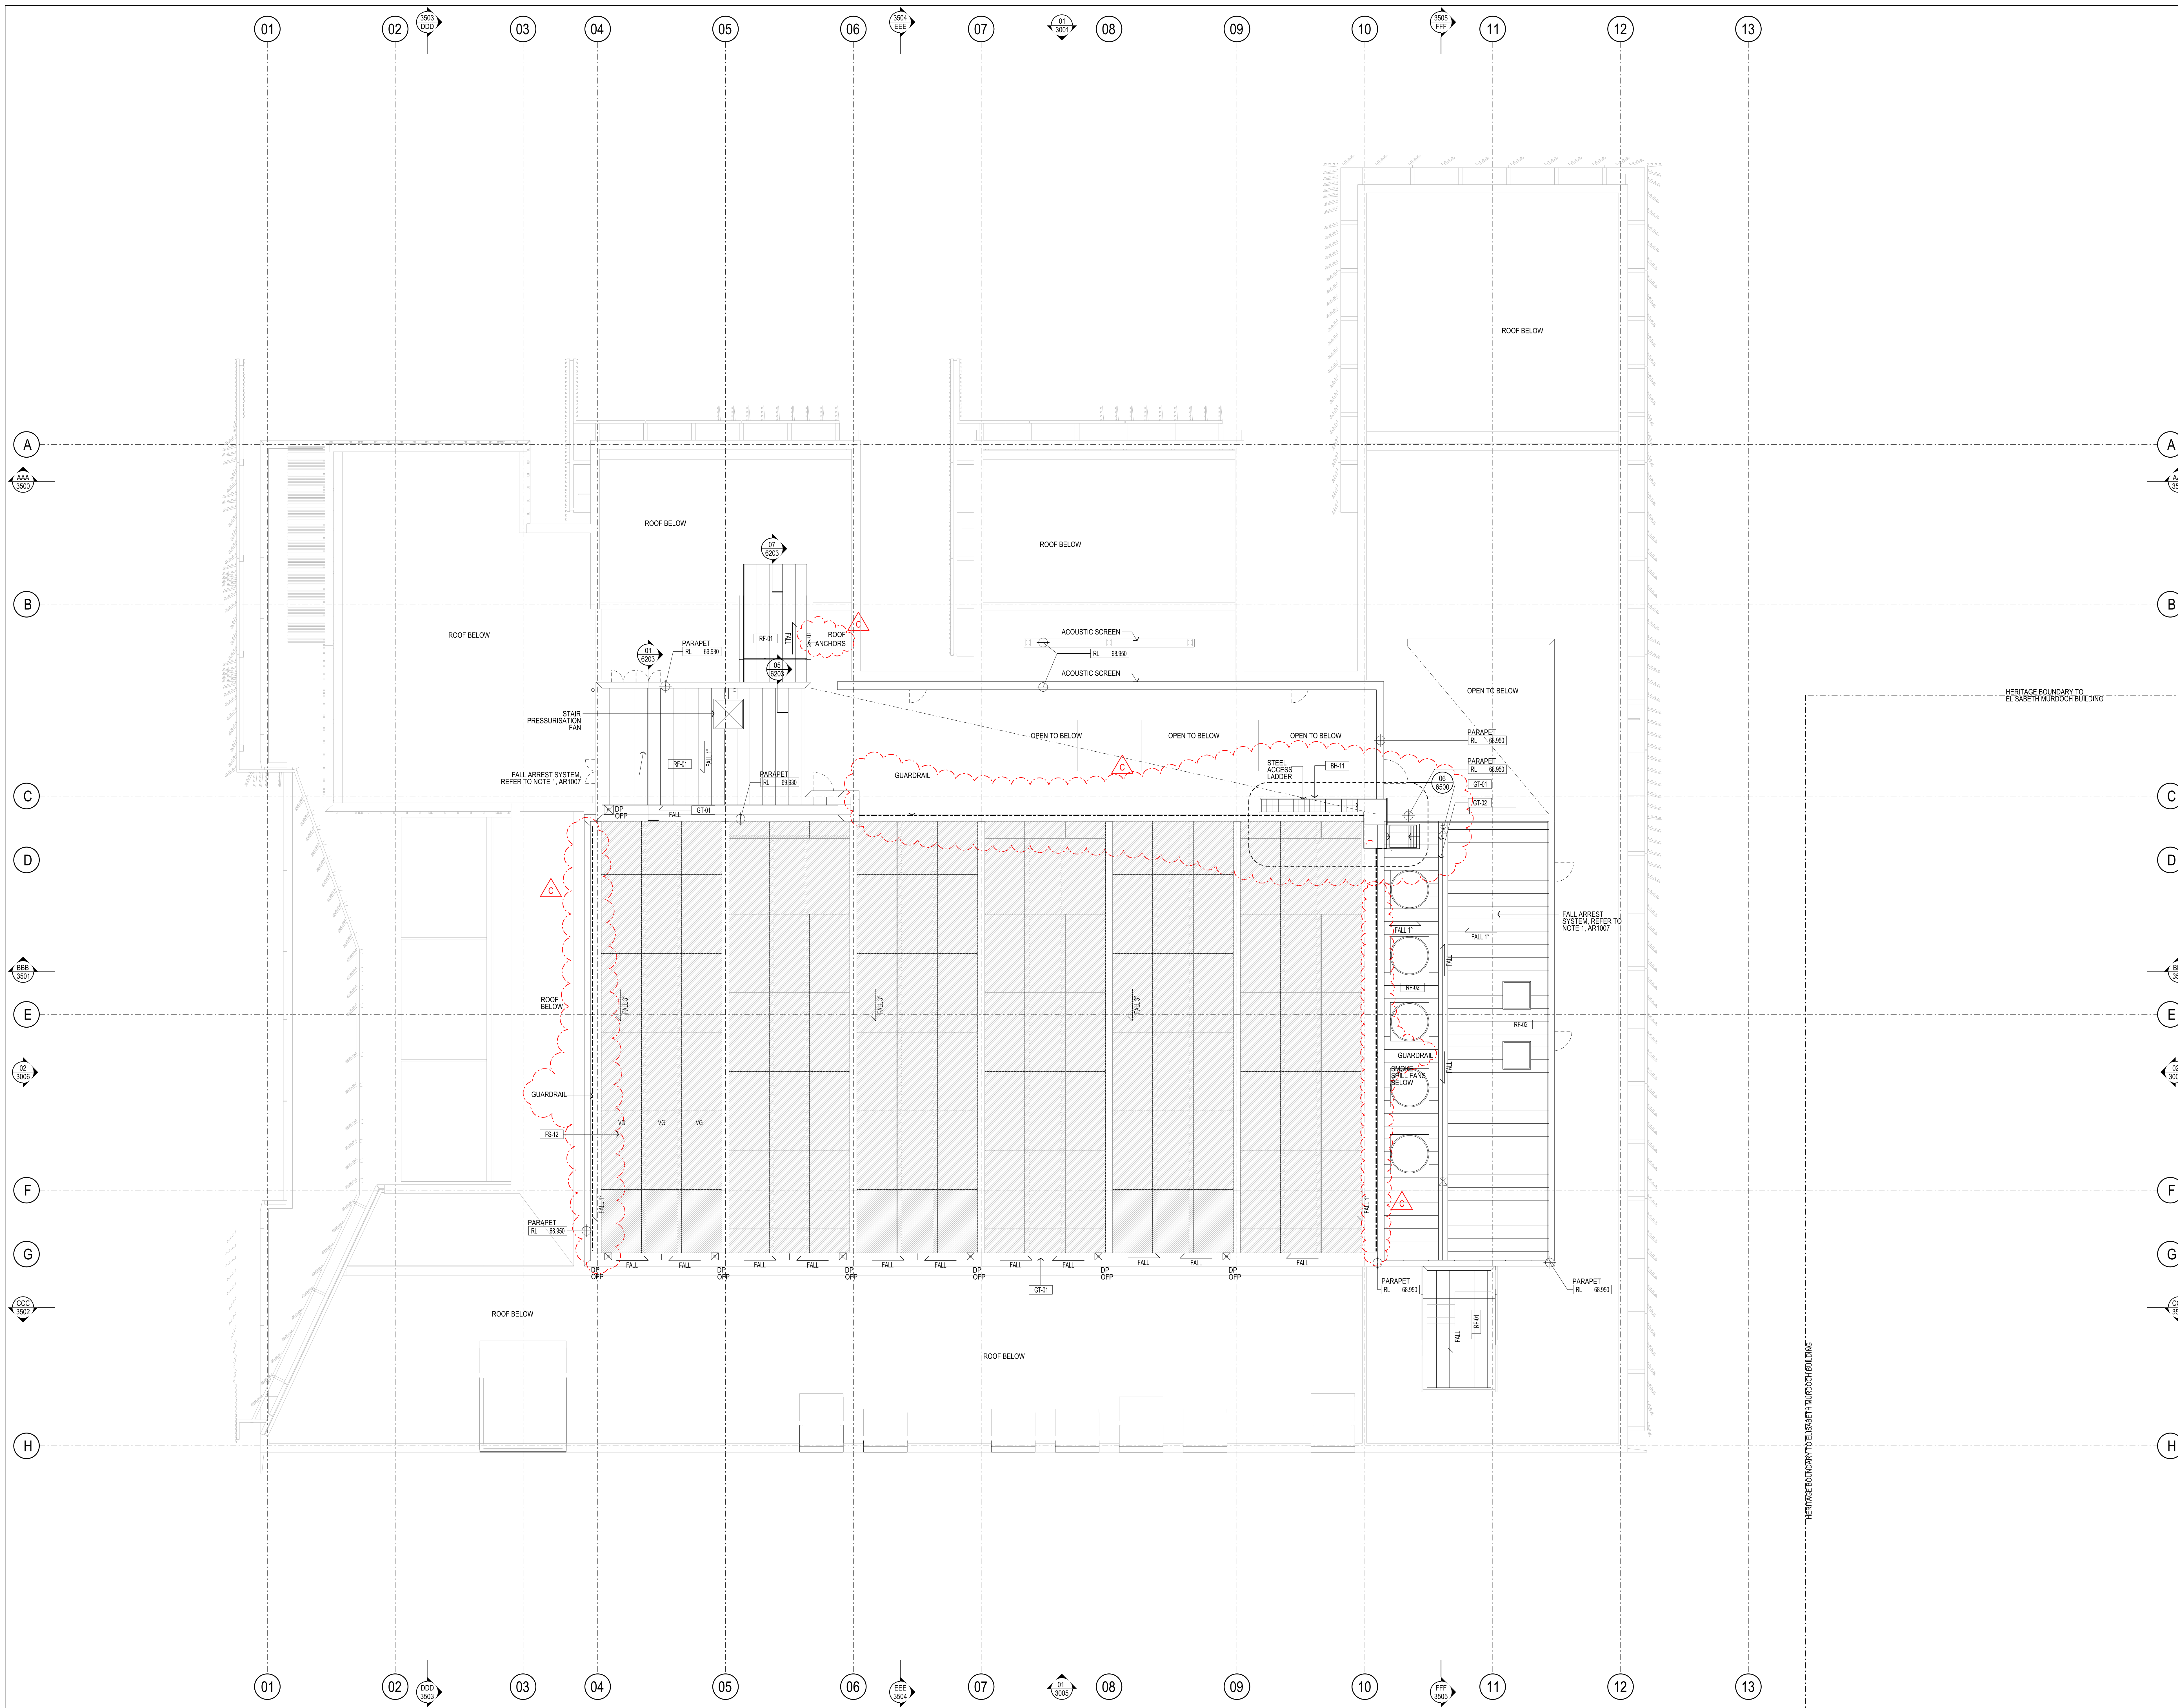 01
02
3503
DDD
03
04
05
06
3504
EEE
07
01
3001
08
09
10
3505
FFF
11
12
13
ROOF BELOW
A
A
AAA
3500
ROOF BELOW
ROOF BELOW
07
6203
B
B
ROOF BELOW
RF-01
FALL
ROOF
ANCHORS
C
01
6203
PARAPET
RL 69.930
05
6203
ACOUSTIC SCREEN
RL 68.950
ACOUSTIC SCREEN
OPEN TO BELOW
HERITAGE BOUNDARY TO
ELISABETH MURDOCH BUILDING
STAIR
PRESSURISATION
FAN
OPEN TO BELOW
OPEN TO BELOW
OPEN TO BELOW
PARAPET
RL 68.950
FALL ARREST SYSTEM,
REFER TO NOTE 1, AR1007
RF-01
FALL 1°
PARAPET
RL 69.930
GUARDRAIL
C
STEEL
ACCESS
LADDER
BH-11
PARAPET
RL 68.950
06
6500
GT-01
GT-02
C
C
DP
OFP
FALL
GT-01
D
D
C
FALL ARREST
SYSTEM, REFER TO
NOTE 1, AR1007
FALL 1°
FALL 1°
FALL
BBB
3501
RF-02
ROOF
BELOW
FALL 3°
FALL 3°
FALL 3°
E
E
RF-02
GUARDRAIL
SMOKE
SPILL FANS
BELOW
FALL
02
3006
GUARDRAIL
FS-12
VG
VG
VG
F
F
FALL 1°
FALL 1°
C
PARAPET
RL 68.950
G
G
DP
OFP
FALL
FALL
DP
OFP
FALL
FALL
DP
OFP
FALL
FALL
DP
OFP
FALL
FALL
DP
OFP
FALL
FALL
DP
OFP
FALL
GT-01
PARAPET
RL 68.950
PARAPET
RL 68.950
CCC
3502
ROOF BELOW
RF-01
FALL
ROOF BELOW
HERITAGE BOUNDARY TO ELISABETH MURDOCH BUILDING
H
H
01
02
DDD
3503
03
04
05
06
EEE
3504
07
01
3005
08
09
10
FFF
3505
11
12
13